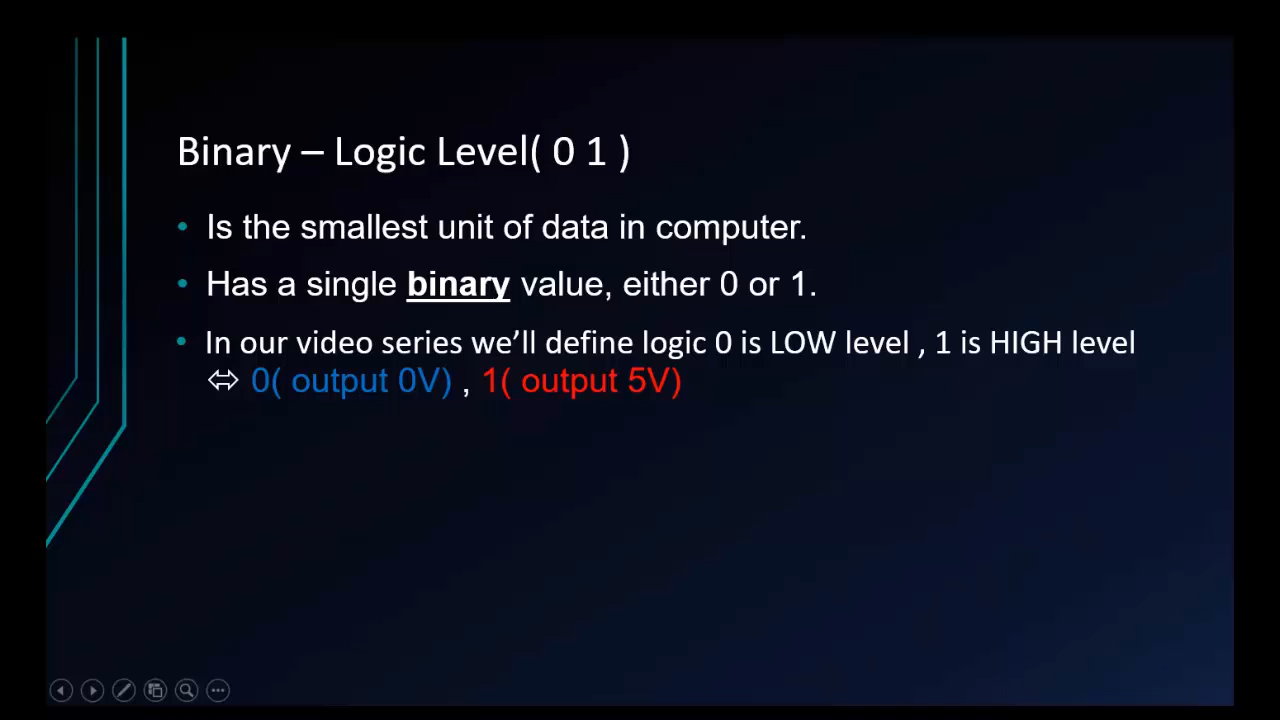 Binary – Logic Level( 0 1 )
• Is the smallest unit of data in computer.
• Has a single binary value, either 0 or 1.
• In our video series we’ll define logic 0 is LOW level , 1 is HIGH level
⬄ 0( output 0V) , 1( output 5V)